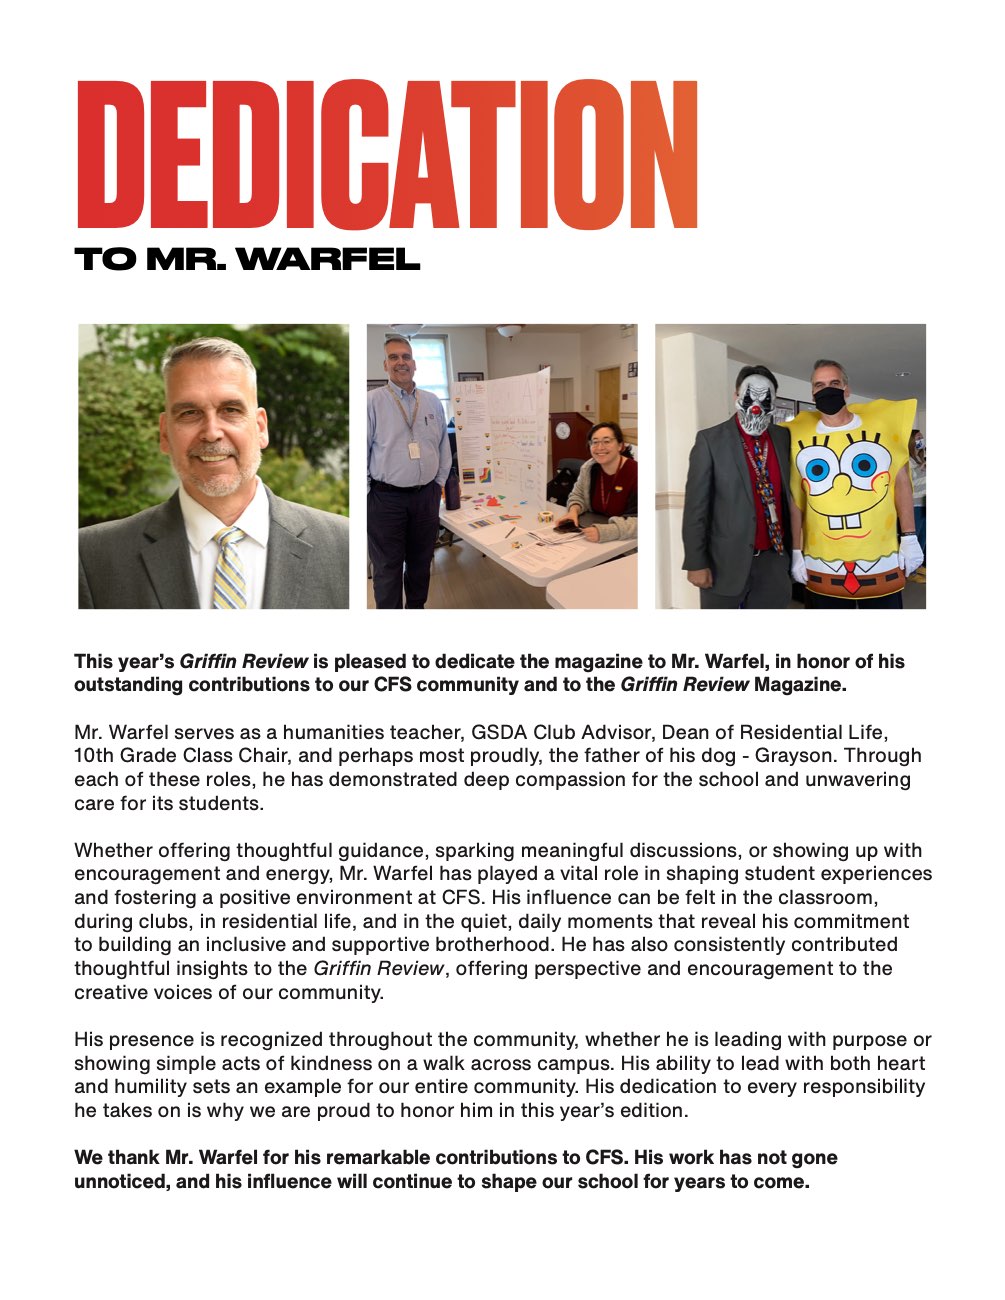 DEDICATION
TO MR. WARFEL
This year’s Griffin Review is pleased to dedicate the magazine to Mr. Warfel, in honor of his
outstanding contributions to our CFS community and to the Griffin Review Magazine.
Mr. Warfel serves as a humanities teacher, GSDA Club Advisor, Dean of Residential Life,
10th Grade Class Chair, and perhaps most proudly, the father of his dog - Grayson. Through
each of these roles, he has demonstrated deep compassion for the school and unwavering
care for its students.
Whether offering thoughtful guidance, sparking meaningful discussions, or showing up with
encouragement and energy, Mr. Warfel has played a vital role in shaping student experiences
and fostering a positive environment at CFS. His influence can be felt in the classroom,
during clubs, in residential life, and in the quiet, daily moments that reveal his commitment
to building an inclusive and supportive brotherhood. He has also consistently contributed
thoughtful insights to the Griffin Review, offering perspective and encouragement to the
creative voices of our community.
His presence is recognized throughout the community, whether he is leading with purpose or
showing simple acts of kindness on a walk across campus. His ability to lead with both heart
and humility sets an example for our entire community. His dedication to every responsibility
he takes on is why we are proud to honor him in this year’s edition.
We thank Mr. Warfel for his remarkable contributions to CFS. His work has not gone
unnoticed, and his influence will continue to shape our school for years to come.